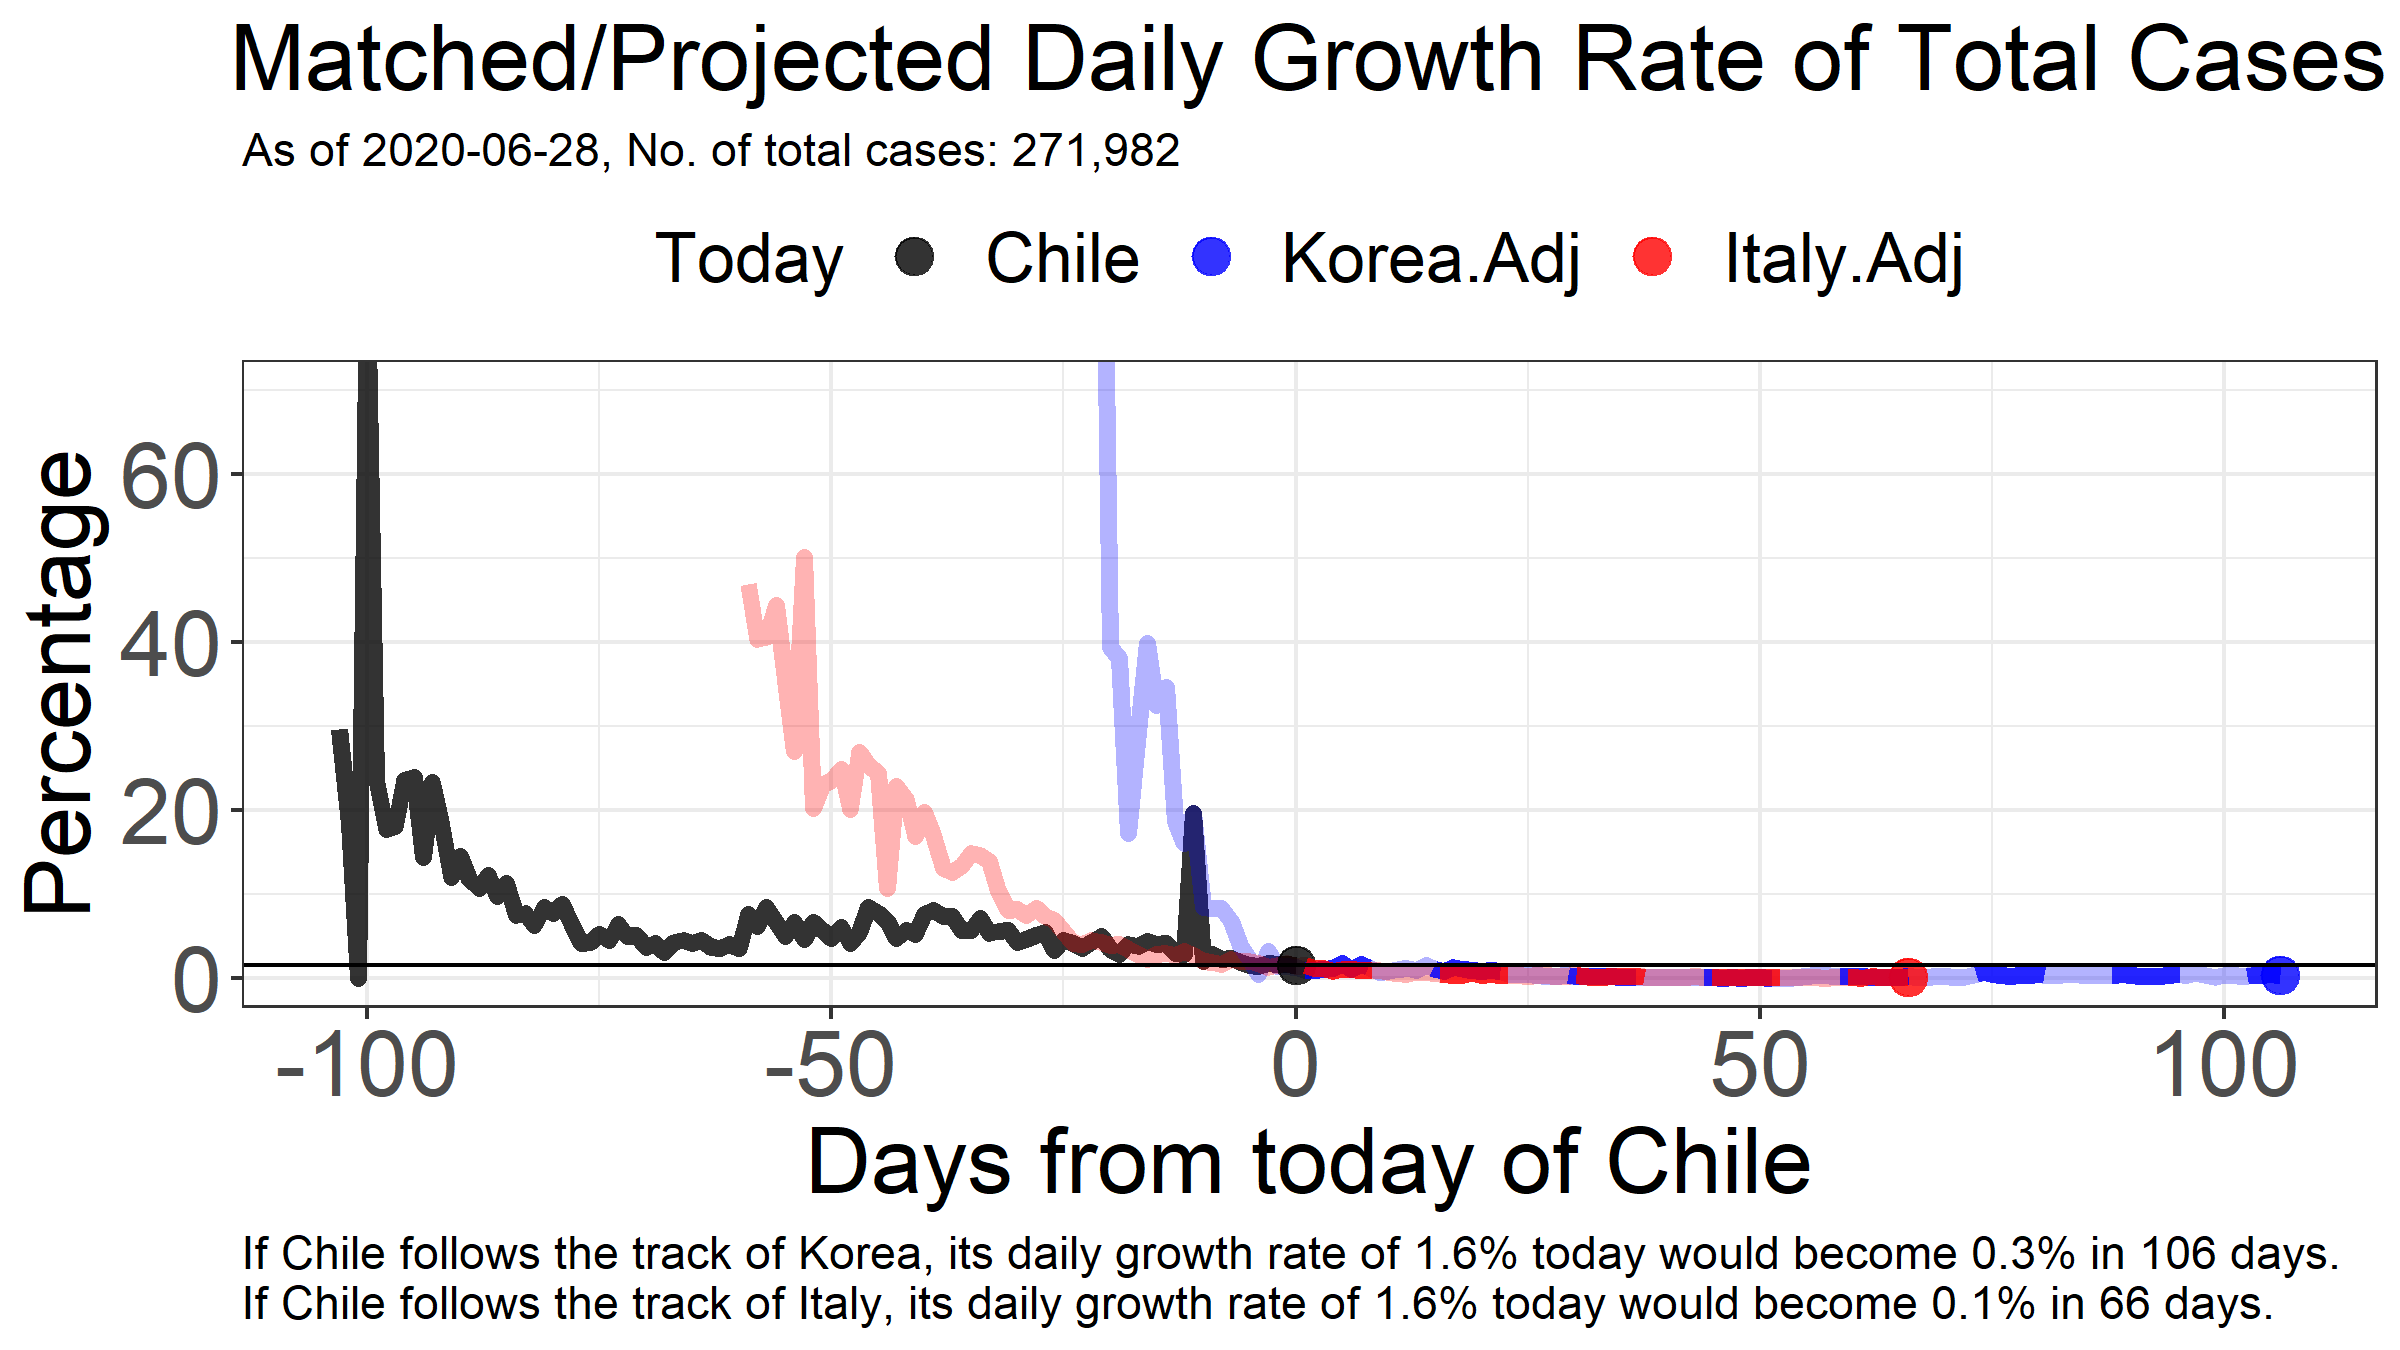 Matched/Projected Daily Growth Rate of Total Cases
As of 2020-06-28, No. of total cases: 271,982
Today Chile Korea.Adj Italy.Adj
Percentage
60
40
20
0
-100 -50 0 50 100
Days from today of Chile
If Chile follows the track of Korea, its daily growth rate of 1.6% today would become 0.3% in 106 days.
If Chile follows the track of Italy, its daily growth rate of 1.6% today would become 0.1% in 66 days.